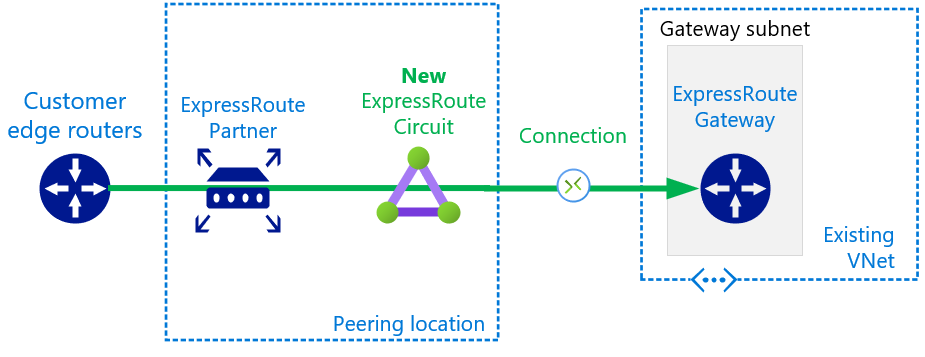 Gateway subnet
New
ExpressRoute
Circuit
ExpressRoute
Gateway
Customer
edge routers
ExpressRoute
Partner
Connection
Existing
VNet
Peering location